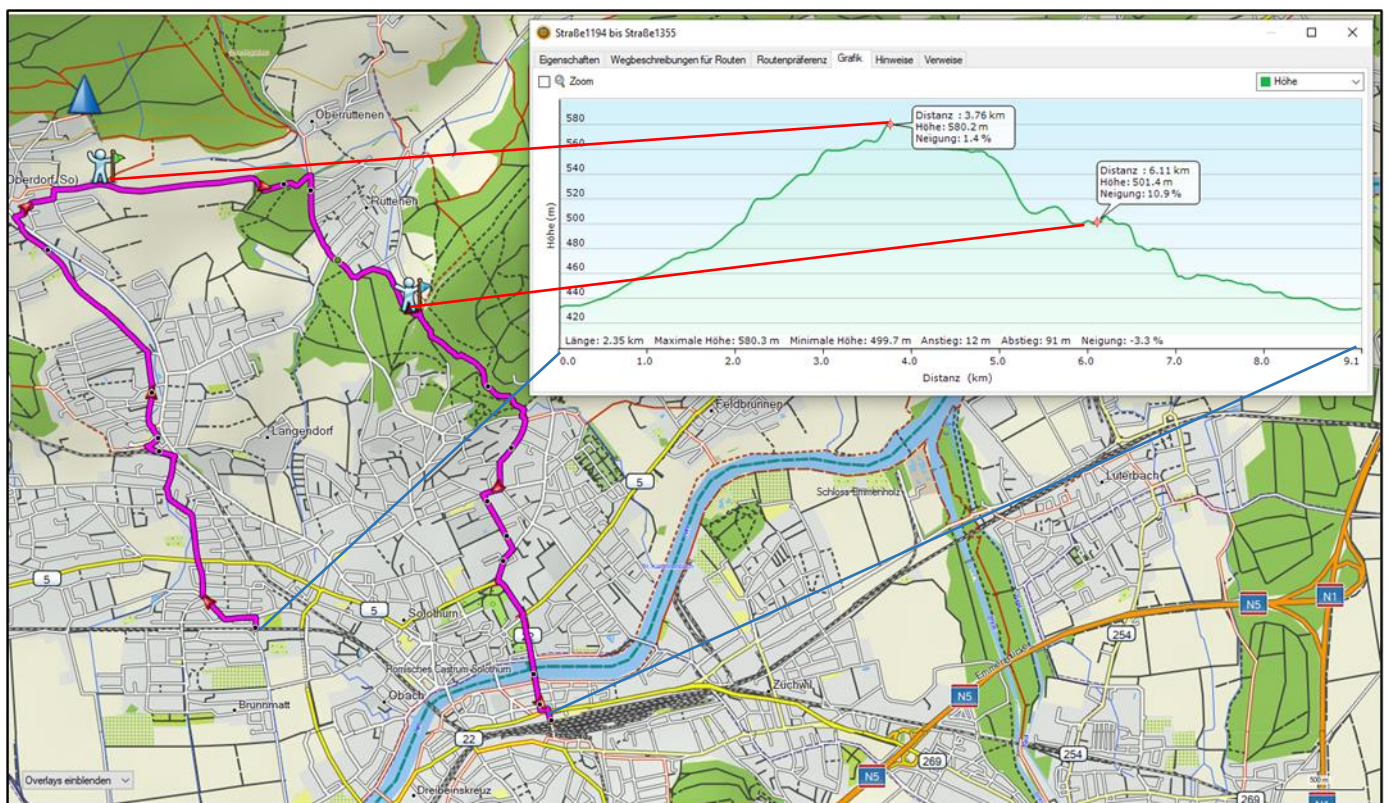 Straße1194 bis Straße1355
Eigenschaften Wegbeschreibungen für Routen Routenpräferenz Grafik Hinweise Verweise
Zoom
Höhe
Höhe (m)
580
560
540
520
500
480
460
440
420
Distanz : 3.76 km
Höhe: 580.2 m
Neigung: 1.4 %
Distanz : 6.11 km
Höhe: 501.4 m
Neigung: 10.9 %
Länge: 2.35 km Maximale Höhe: 580.3 m Minimale Höhe: 499.7 m Anstieg: 12 m Abstieg: 91 m Neigung: -3.3 %
0.0 1.0 2.0 3.0 4.0 5.0 6.0 7.0 8.0 9.1
Distanz (km)
Oberrüttenen
Oberdorf (So)
Rüttenen
Feldbrunnen
Langendorf
5
Schloss Emmenholz
Luterbach
5
5
Solothurn
N5
N1
22
254
Römisches Castrum Solothurn
Emmentaler
Obach
Zuchwil
Brunnmatt
N5
22
254
269
N5
Overlays einblenden
500 m
Dreibeinskreuz
269